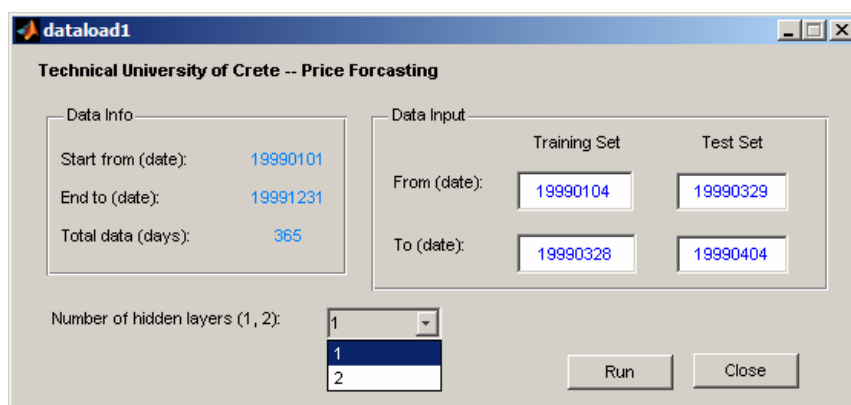 dataload1
Technical University of Crete -- Price Forcasting
Data Info
Start from (date): 19990101
End to (date): 19991231
Total data (days): 365
Data Input
Training Set Test Set
From (date): 19990104 19990329
To (date): 19990328 19990404
Number of hidden layers (1, 2): 1
1
2
Run Close